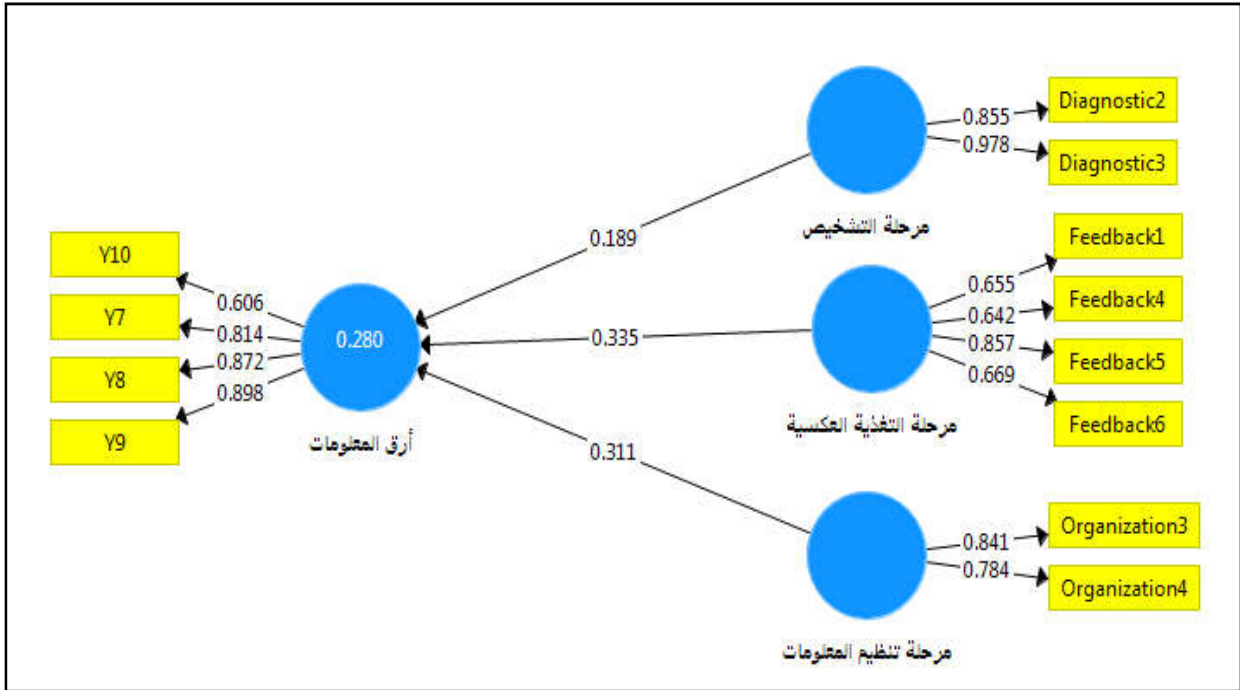 Diagnostic2
0.855
0.978
Diagnostic3
مرحلة التشخيص
0.189
Feedback1
0.655
Feedback4
0.642
0.857
Feedback5
0.669
Feedback6
مرحلة التغذية العكسية
0.335
Y10
0.606
Y7
0.814
0.280
Y8
0.872
0.898
Y9
أرق المعلومات
0.311
Organization3
0.841
0.784
Organization4
مرحلة تنظيم المعلومات